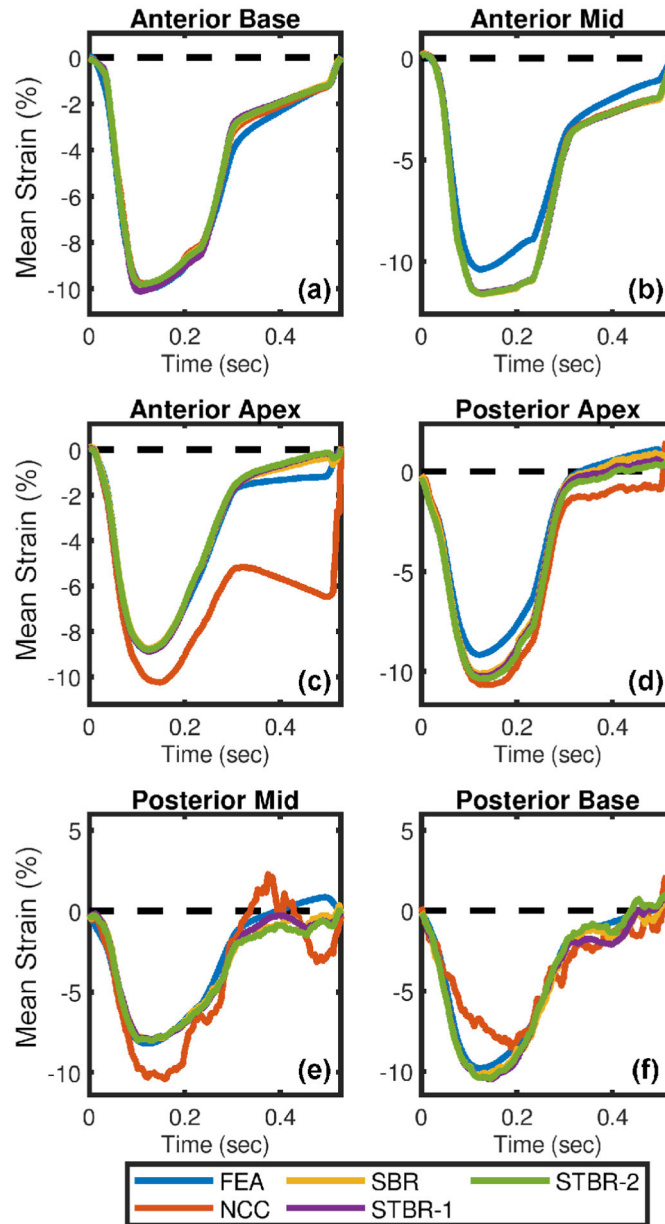 Anterior Base
Anterior Mid
Mean Strain (%)
0
-2
-4
-6
-8
-10
(a)
0
0.2
0.4
Time (sec)
0
-5
-10
(b)
0
0.2
0.4
Time (sec)
Anterior Apex
Posterior Apex
Mean Strain (%)
0
-2
-4
-6
-8
-10
(c)
0
0.2
0.4
Time (sec)
0
-5
-10
(d)
0
0.2
0.4
Time (sec)
Posterior Mid
Posterior Base
Mean Strain (%)
5
0
-5
-10
(e)
0
0.2
0.4
Time (sec)
5
0
-5
-10
(f)
0
0.2
0.4
Time (sec)
FEA SBR STBR-2
NCC STBR-1